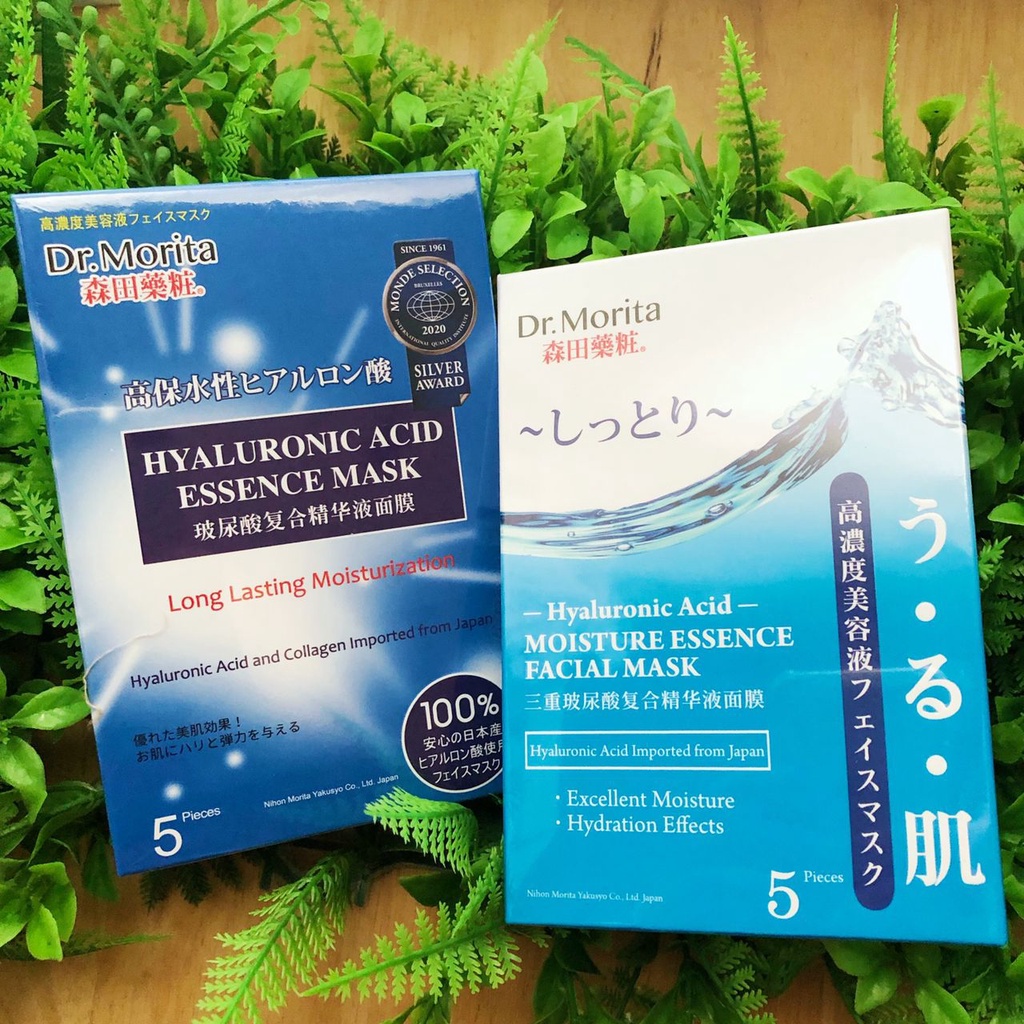 高濃度美容液フェイスマスク
Dr.Morita
森田藥粧®
SINCE 1961
MONDE SELECTION
BRUXELLES
INTERNATIONAL QUALITY INSTITUTE
2020
SILVER
AWARD
高保水性ヒアルロン酸
HYALURONIC ACID
ESSENCE MASK
玻尿酸复合精华液面膜
Long Lasting Moisturization
Hyaluronic Acid and Collagen Imported from Japan
優れた美肌効果！
お肌にハリと弾力を与える
100%
安心の日本産
ヒアルロン酸使用
フェイスマスク
5 Pieces
Nihon Morita Yakusyo Co., Ltd. Japan
Dr.Morita
森田藥粧®
~しっとり~
う・る・肌
高濃度美容液フェイスマスク
– Hyaluronic Acid –
MOISTURE ESSENCE
FACIAL MASK
三重玻尿酸复合精华液面膜
Hyaluronic Acid Imported from Japan
· Excellent Moisture
· Hydration Effects
5 Pieces
Nihon Morita Yakusyo Co., Ltd. Japan